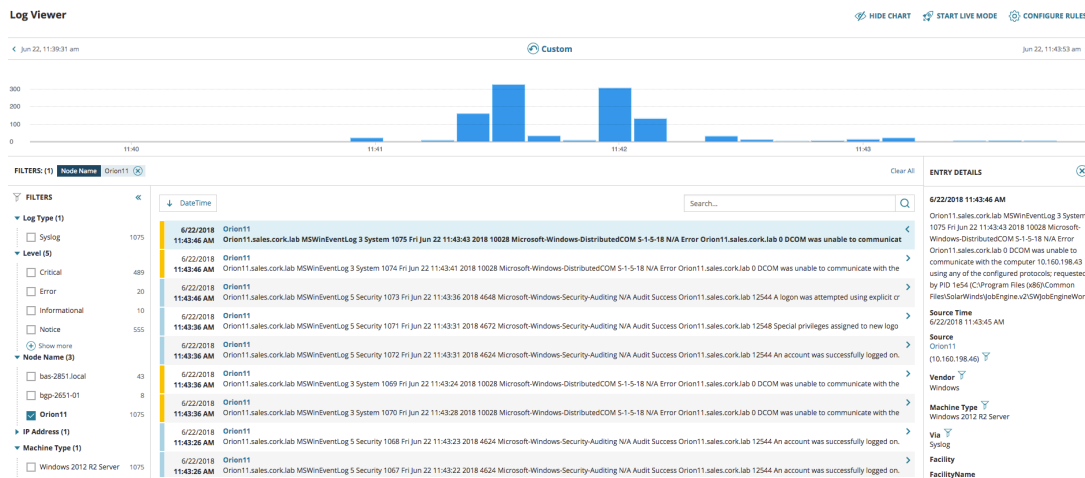 Log Viewer
HIDE CHART START LIVE MODE CONFIGURE RULES
Jun 22, 11:39:31 am Custom Jun 22, 11:43:53 am
300
200
100
0
11:40 11:41 11:42 11:43
FILTERS: (1) Node Name Orion11 Clear All
FILTERS
Log Type (1)
Syslog 1075
Level (5)
Critical 489
Error 20
Informational 10
Notice 555
Show more
Node Name (3)
bas-2851.local 43
bgp-2651-01 8
Orion11 1075
IP Address (1)
Machine Type (1)
Windows 2012 R2 Server 1075
DateTime Search...
6/22/2018 Orion11
11:43:46 AM Orion11.sales.cork.lab MSWinEventLog 3 System 1075 Fri Jun 22 11:43:43 2018 10028 Microsoft-Windows-DistributedCOM S-1-5-18 N/A Error Orion11.sales.cork.lab 0 DCOM was unable to communicat
6/22/2018 Orion11
11:43:46 AM Orion11.sales.cork.lab MSWinEventLog 3 System 1074 Fri Jun 22 11:43:41 2018 10028 Microsoft-Windows-DistributedCOM S-1-5-18 N/A Error Orion11.sales.cork.lab 0 DCOM was unable to communicate with the
6/22/2018 Orion11
11:43:46 AM Orion11.sales.cork.lab MSWinEventLog 5 Security 1073 Fri Jun 22 11:43:36 2018 4648 Microsoft-Windows-Security-Auditing N/A Audit Success Orion11.sales.cork.lab 12544 A logon was attempted using explicit cr
6/22/2018 Orion11
11:43:36 AM Orion11.sales.cork.lab MSWinEventLog 5 Security 1071 Fri Jun 22 11:43:31 2018 4672 Microsoft-Windows-Security-Auditing N/A Audit Success Orion11.sales.cork.lab 12548 Special privileges assigned to new logo
6/22/2018 Orion11
11:43:36 AM Orion11.sales.cork.lab MSWinEventLog 5 Security 1072 Fri Jun 22 11:43:31 2018 4624 Microsoft-Windows-Security-Auditing N/A Audit Success Orion11.sales.cork.lab 12544 An account was successfully logged on.
6/22/2018 Orion11
11:43:36 AM Orion11.sales.cork.lab MSWinEventLog 3 System 1069 Fri Jun 22 11:43:24 2018 10028 Microsoft-Windows-DistributedCOM S-1-5-18 N/A Error Orion11.sales.cork.lab 0 DCOM was unable to communicate with the
6/22/2018 Orion11
11:43:36 AM Orion11.sales.cork.lab MSWinEventLog 3 System 1070 Fri Jun 22 11:43:28 2018 10028 Microsoft-Windows-DistributedCOM S-1-5-18 N/A Error Orion11.sales.cork.lab 0 DCOM was unable to communicate with the
6/22/2018 Orion11
11:43:26 AM Orion11.sales.cork.lab MSWinEventLog 5 Security 1068 Fri Jun 22 11:43:23 2018 4624 Microsoft-Windows-Security-Auditing N/A Audit Success Orion11.sales.cork.lab 12544 An account was successfully logged on.
6/22/2018 Orion11
11:43:26 AM Orion11.sales.cork.lab MSWinEventLog 5 Security 1067 Fri Jun 22 11:43:22 2018 4624 Microsoft-Windows-Security-Auditing N/A Audit Success Orion11.sales.cork.lab 12544 An account was successfully logged on.
ENTRY DETAILS
6/22/2018 11:43:46 AM
Orion11.sales.cork.lab MSWinEventLog 3 System
1075 Fri Jun 22 11:43:43 2018 10028 Microsoft-
Windows-DistributedCOM S-1-5-18 N/A Error
Orion11.sales.cork.lab 0 DCOM was unable to
communicate with the computer 10.160.198.43
using any of the configured protocols; requested
by PID 1e54 (C:\Program Files (x86)\Common
Files\SolarWinds\JobEngine.v2\SWJobEngineWor
Source Time
6/22/2018 11:43:45 AM
Source
Orion11
(10.160.198.46)
Vendor
Windows
Machine Type
Windows 2012 R2 Server
Via
Syslog
Facility
FacilityName